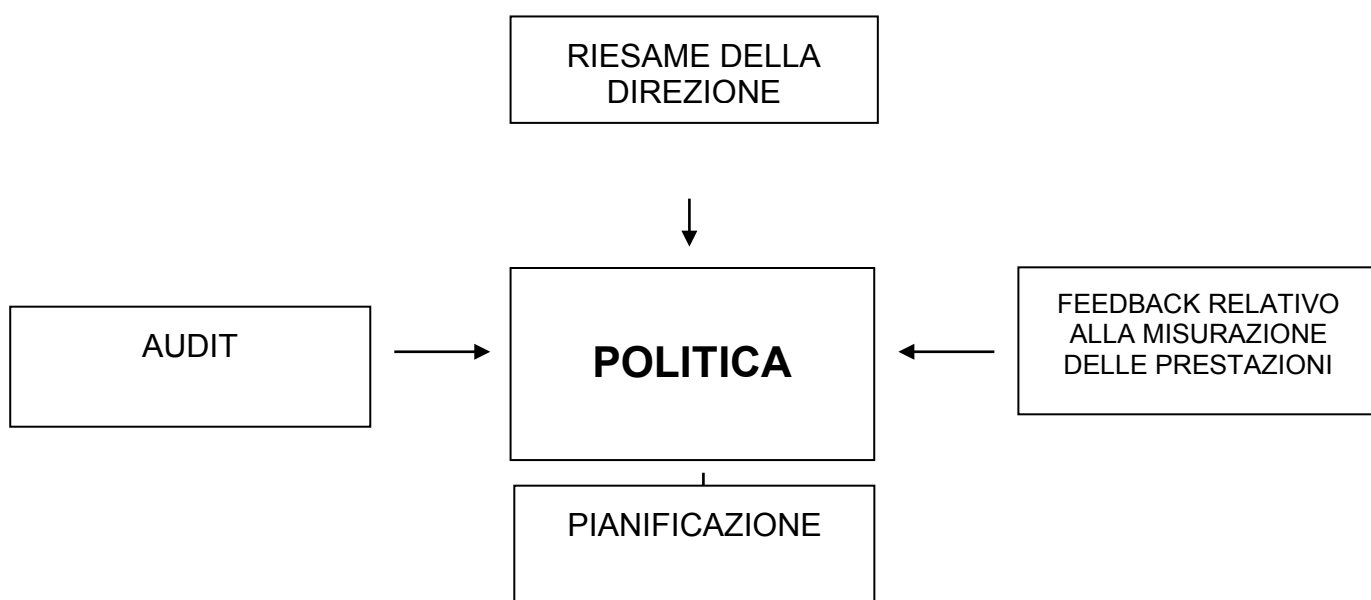 RIESAME DELLA
DIREZIONE
AUDIT
POLITICA
FEEDBACK RELATIVO
ALLA MISURAZIONE
DELLE PRESTAZIONI
PIANIFICAZIONE